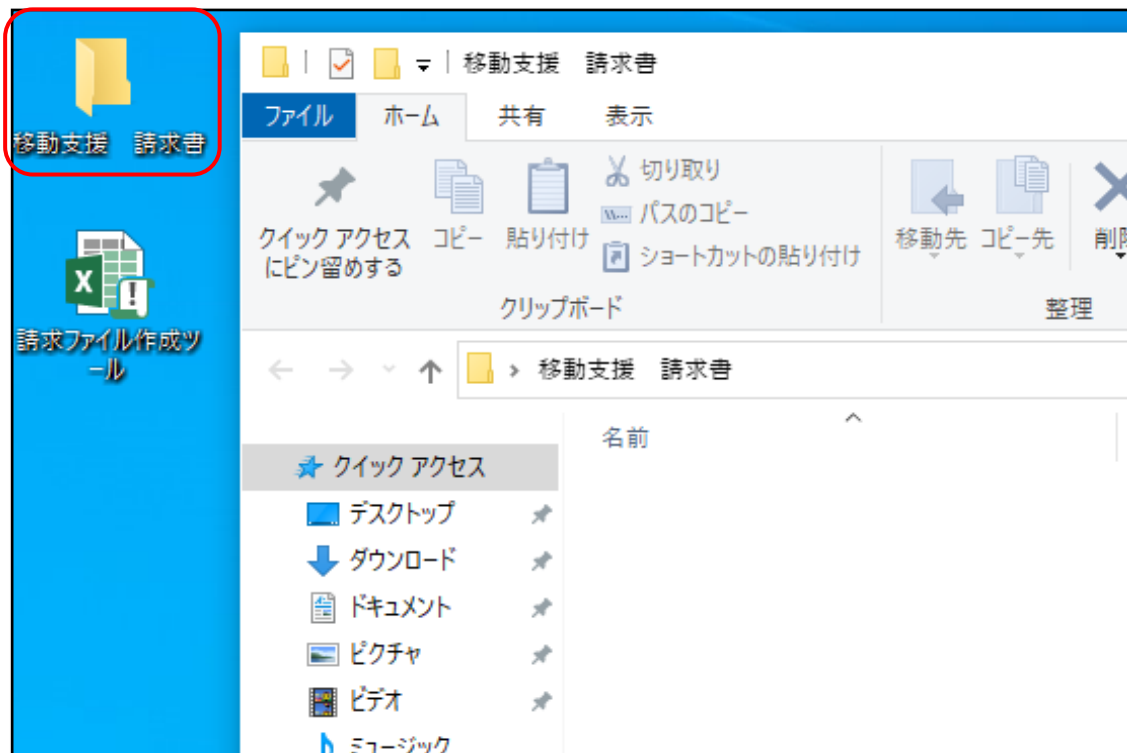 移動支援　請求書
請求ファイル作成ツ
ール
移動支援　請求書
ファイル　ホーム　共有　表示
クイック アクセス
にピン留めする
コピー
貼り付け
切り取り
パスのコピー
ショートカットの貼り付け
クリップボード
移動先
コピー先
削除
整理
移動支援　請求書
名前
クイック アクセス
デスクトップ
ダウンロード
ドキュメント
ピクチャ
ビデオ
ミュージック